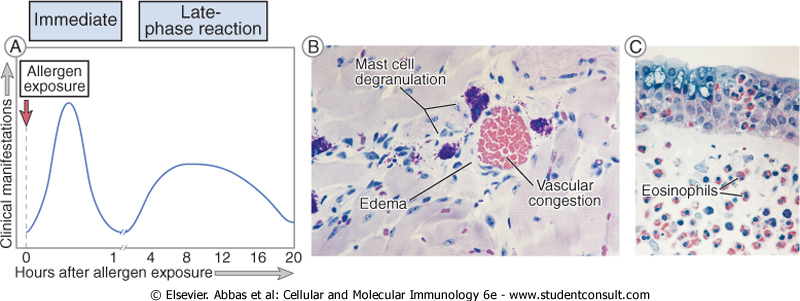 Immediate
Late-
phase reaction
A
Allergen
exposure
Clinical manifestations
0
1
4
8
12
16
20
Hours after allergen exposure
B
Mast cell
degranulation
Edema
Vascular
congestion
C
Eosinophils
© Elsevier. Abbas et al: Cellular and Molecular Immunology 6e - www.studentconsult.com